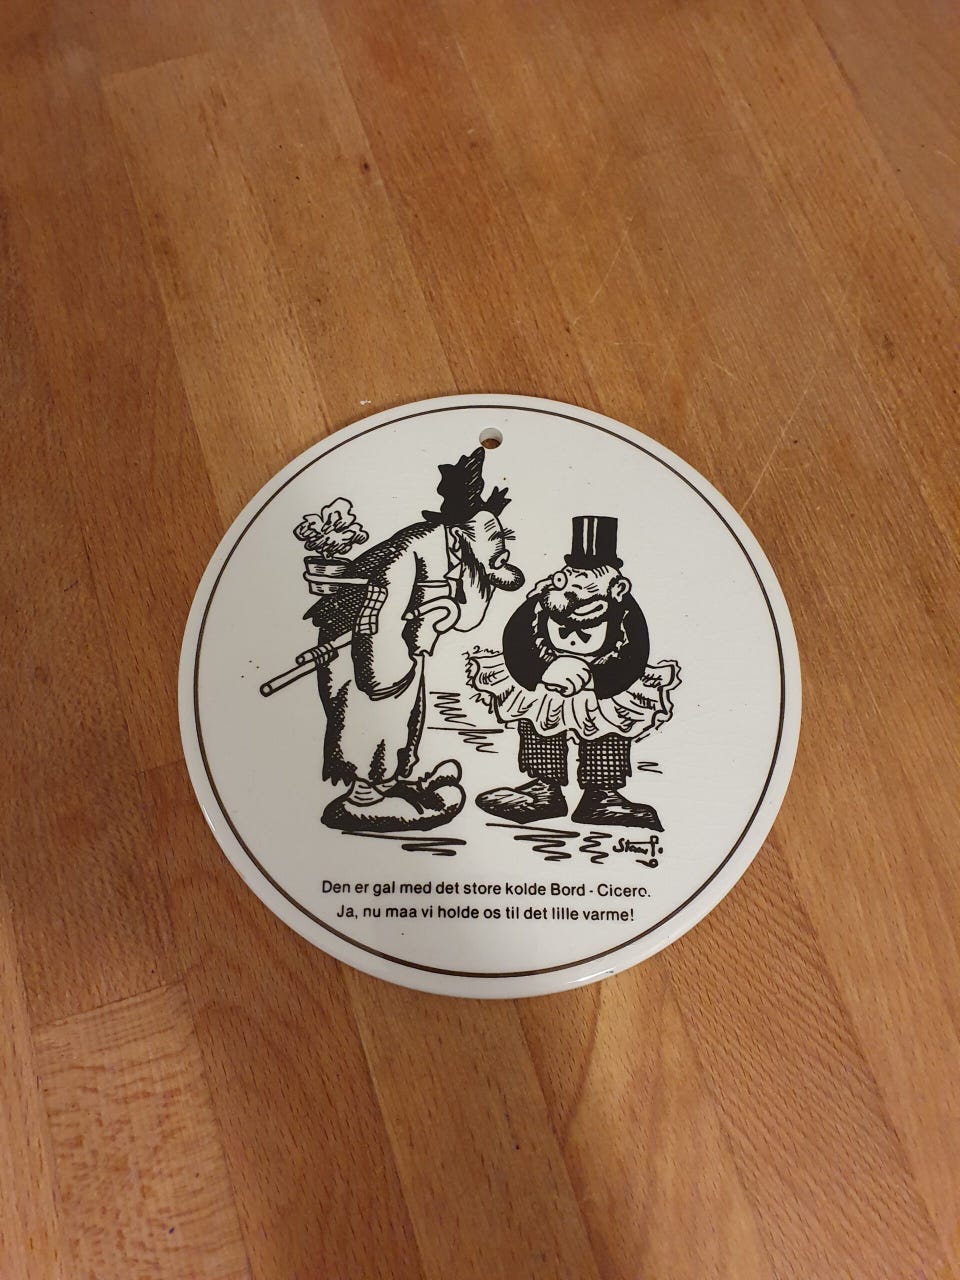 Storm P.
Den er gal med det store kolde Bord - Cicero.
Ja, nu maa vi holde os til det lille varme!